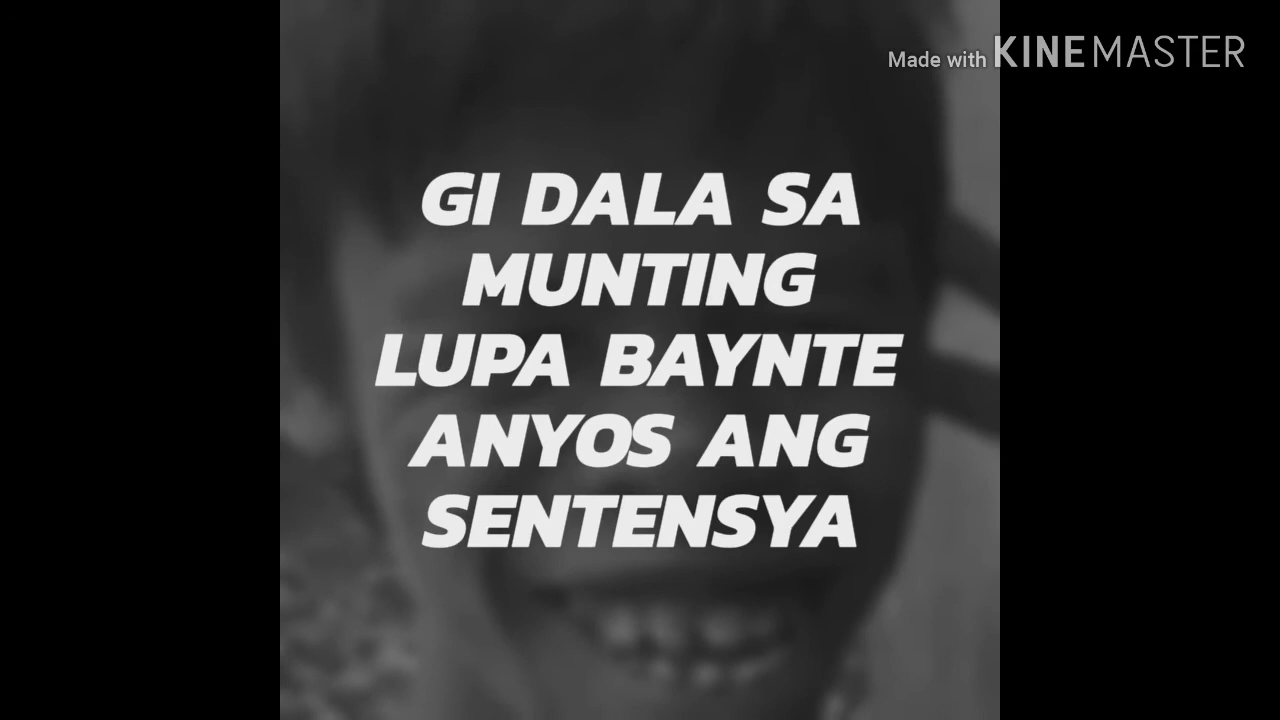 Made with KINEMASTER
GI DALA SA
MUNTING
LUPA BAYNTE
ANYOS ANG
SENTENSYA